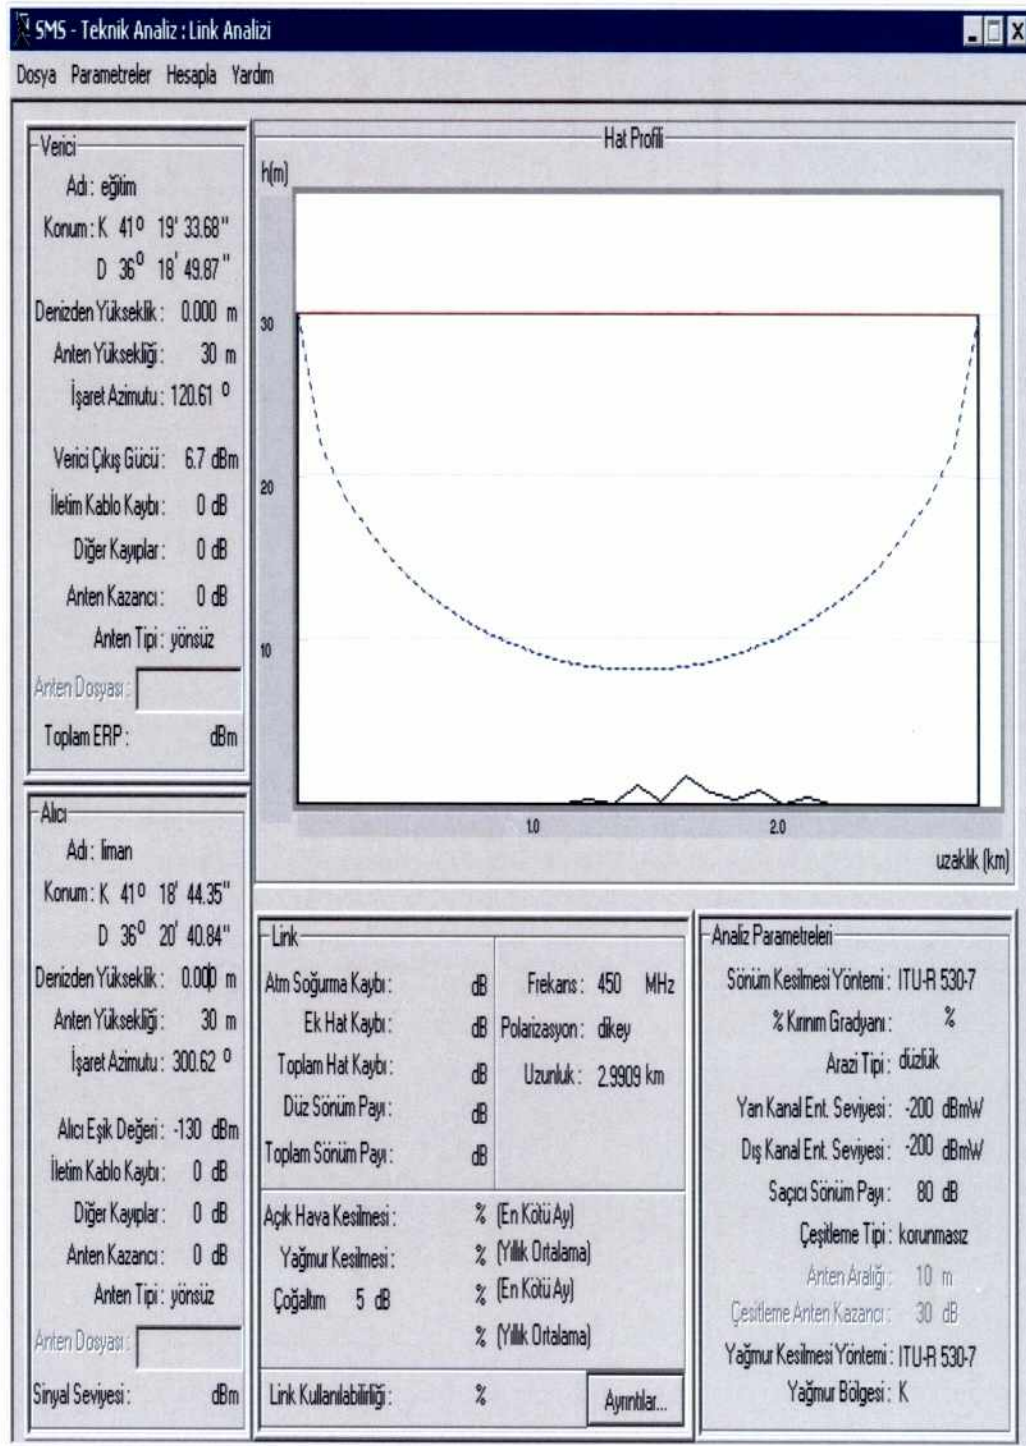 SMS - Teknik Analiz : Link Analizi
Dosya Parametreler Hesapla Yardım
Verici
Adı : eğitim
Konum : K 41º 19' 33.68"
D 36º 18' 49.87"
Denizden Yükseklik : 0.000 m
Anten Yüksekliği : 30 m
İşaret Azimutu : 120.61 º
Verici Çıkış Gücü : 6.7 dBm
İletim Kablo Kaybı : 0 dB
Diğer Kayıplar : 0 dB
Anten Kazancı : 0 dB
Anten Tipi : yönsüz
Anten Dosyası :
Toplam ERP : dBm
Hat Profili
h(m)
30
20
10
1.0 2.0
uzaklık (km)
Alıcı
Adı : liman
Konum : K 41º 18' 44.35"
D 36º 20' 40.84"
Denizden Yükseklik : 0.000 m
Anten Yüksekliği : 30 m
İşaret Azimutu : 300.62 º
Alıcı Eşik Değeri : -130 dBm
İletim Kablo Kaybı : 0 dB
Diğer Kayıplar : 0 dB
Anten Kazancı : 0 dB
Anten Tipi : yönsüz
Anten Dosyası :
Sinyal Seviyesi : dBm
Link
Atm Soğurma Kaybı : dB
Ek Hat Kaybı : dB
Toplam Hat Kaybı : dB
Düz Sönüm Payı : dB
Toplam Sönüm Payı : dB
Frekans : 450 MHz
Polarizasyon : dikey
Uzunluk : 2.9909 km
Açık Hava Kesilmesi : % (En Kötü Ay)
Yağmur Kesilmesi : % (Yıllık Ortalama)
Çoğaltım 5 dB % (En Kötü Ay)
% (Yıllık Ortalama)
Link Kullanılabilirliği : %
Ayrıntılar...
Analiz Parametreleri
Sönüm Kesilmesi Yöntemi : ITU-R 530-7
% Kırınım Gradyanı : %
Arazi Tipi : düzlük
Yan Kanal Ent. Seviyesi : -200 dBmW
Dış Kanal Ent. Seviyesi : -200 dBmW
Saçıcı Sönüm Payı : 80 dB
Çeşitleme Tipi : korunmasız
Anten Aralığı : 10 m
Çesitleme Anten Kazancı : 30 dB
Yağmur Kesilmesi Yöntemi : ITU-R 530-7
Yağmur Bölgesi : K